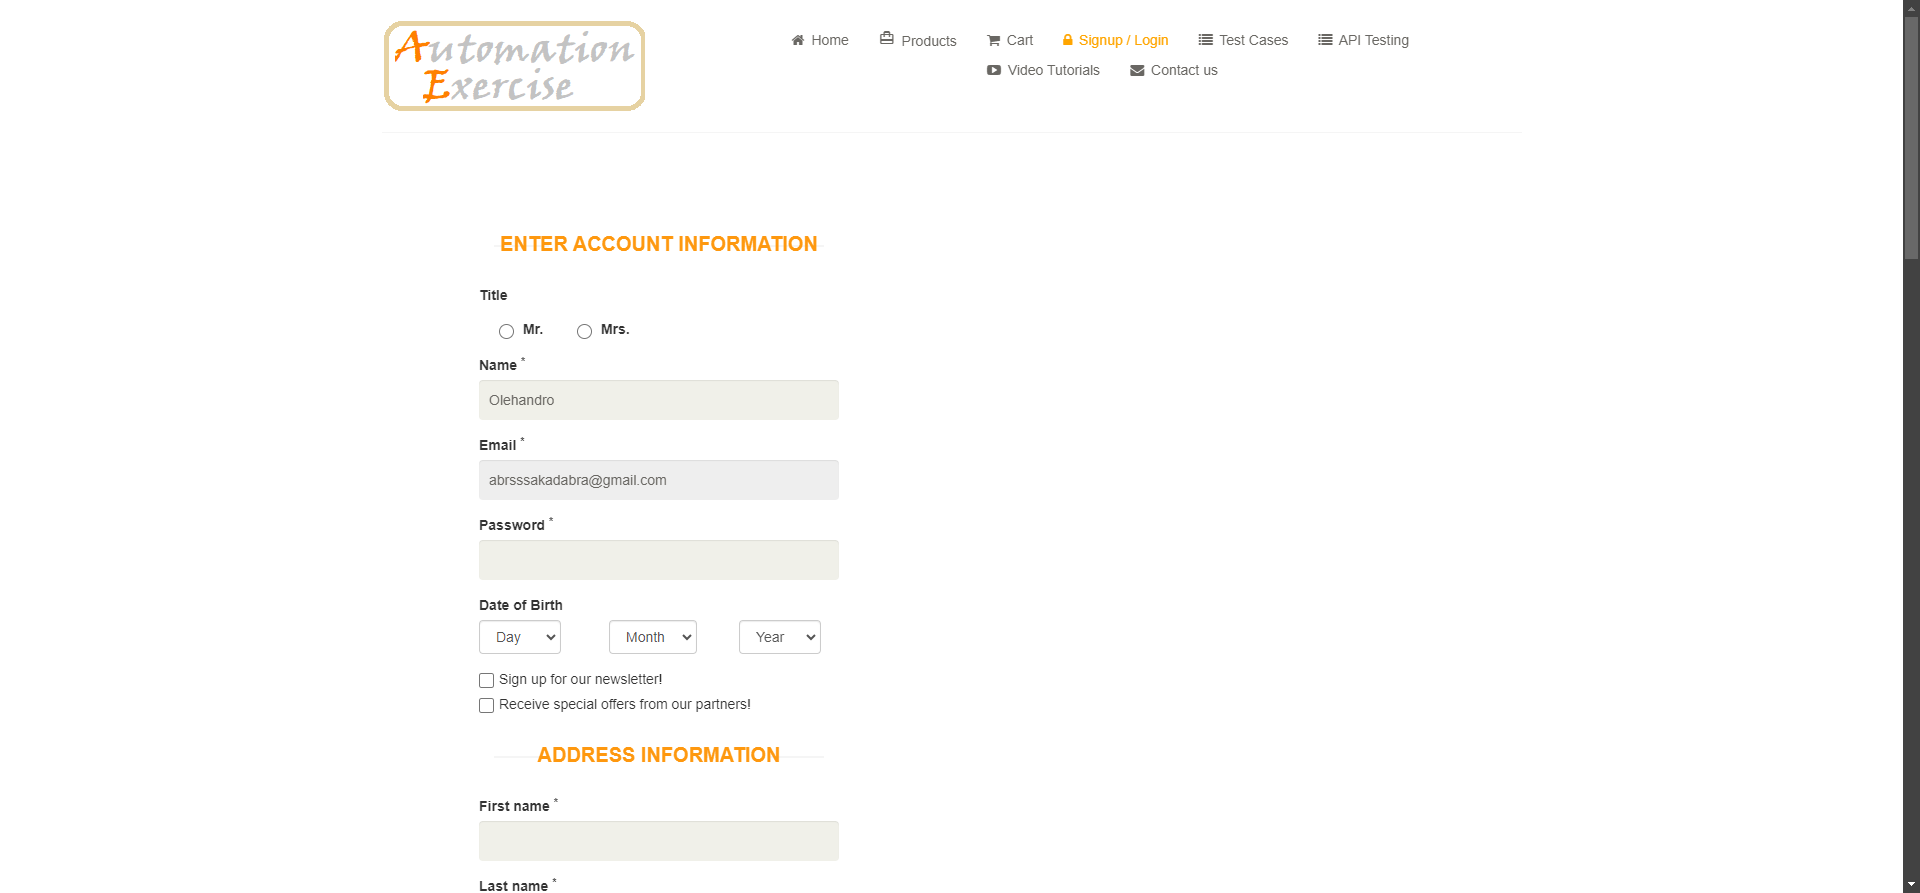 Automation
Exercise
Home
Products
Cart
Signup / Login
Test Cases
API Testing
Video Tutorials
Contact us
ENTER ACCOUNT INFORMATION
Title
Mr.
Mrs.
Name *
Olehandro
Email *
abrsssakadabra@gmail.com
Password *
Date of Birth
Day
Month
Year
Sign up for our newsletter!
Receive special offers from our partners!
ADDRESS INFORMATION
First name *
Last name *